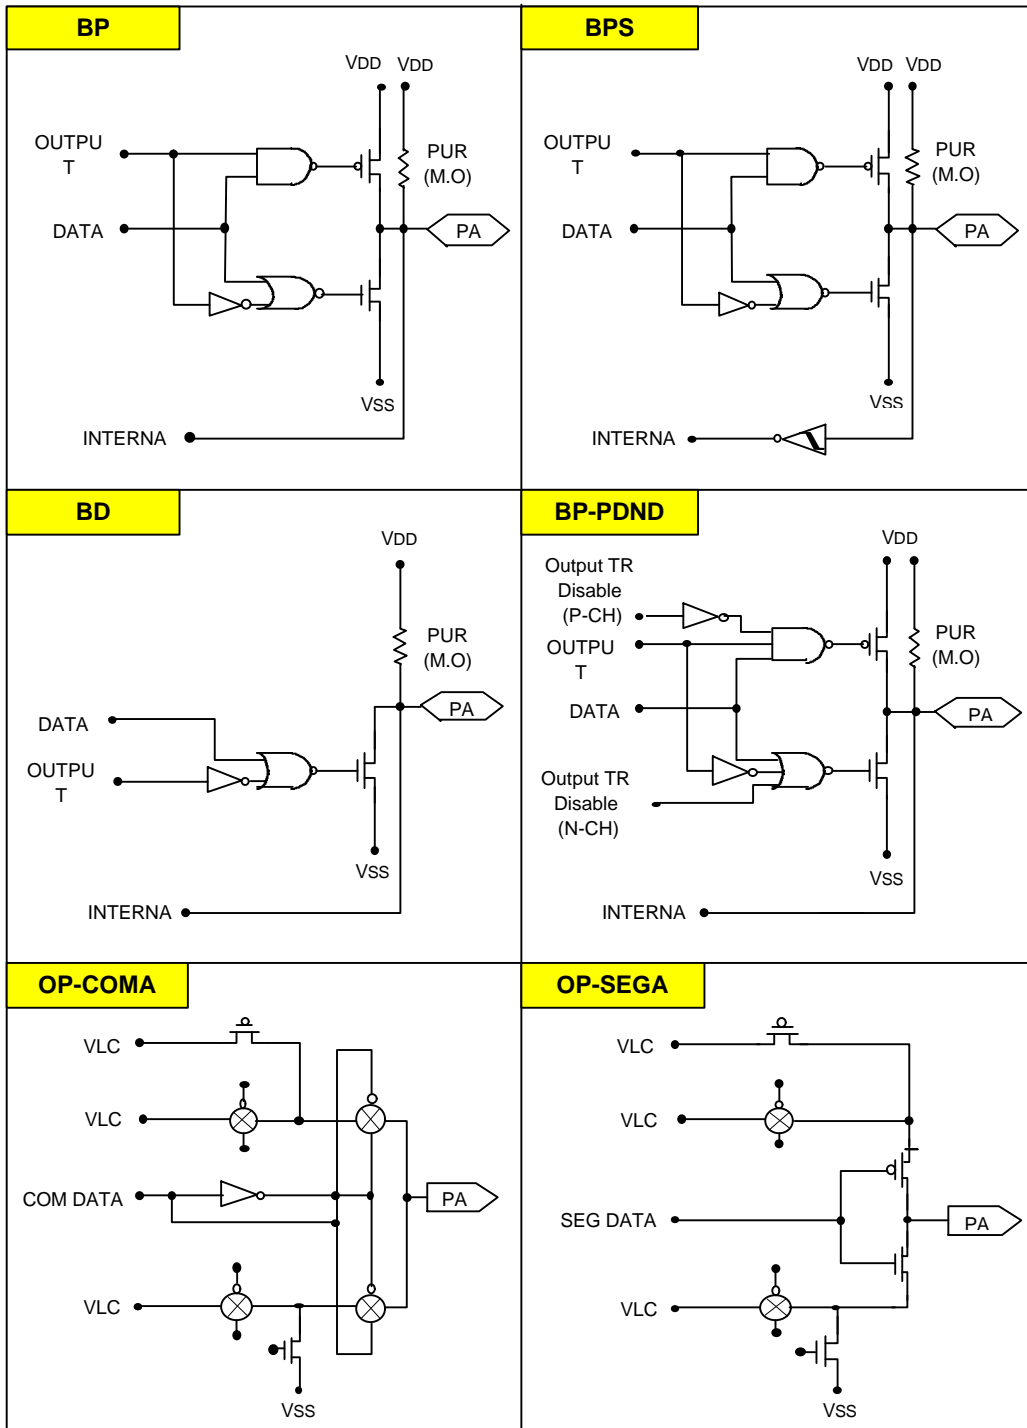 BP
VDD VDD
OUTPU
T
PUR
(M.O)
DATA
PA
VSS
INTERNA
BPS
VDD VDD
OUTPU
T
PUR
(M.O)
DATA
PA
VSS
INTERNA
BD
VDD
PUR
(M.O)
PA
DATA
OUTPU
T
VSS
INTERNA
BP-PDND
VDD
Output TR
Disable
(P-CH)
OUTPU
T
PUR
(M.O)
DATA
PA
Output TR
Disable
(N-CH)
VSS
INTERNA
OP-COMA
VLC
VLC
COM DATA
PA
VLC
VSS
OP-SEGA
VLC
VLC
SEG DATA
PA
VLC
VSS